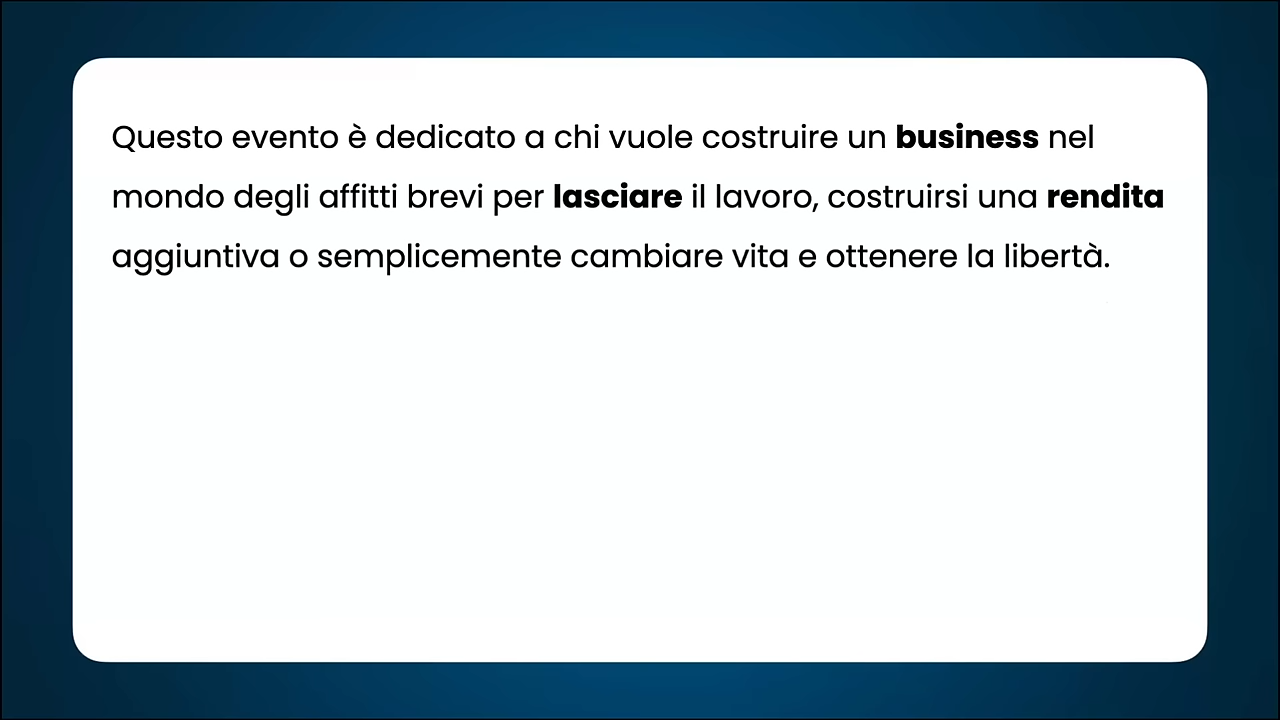 Questo evento è dedicato a chi vuole costruire un business nel
mondo degli affitti brevi per lasciare il lavoro, costruirsi una rendita
aggiuntiva o semplicemente cambiare vita e ottenere la libertà.